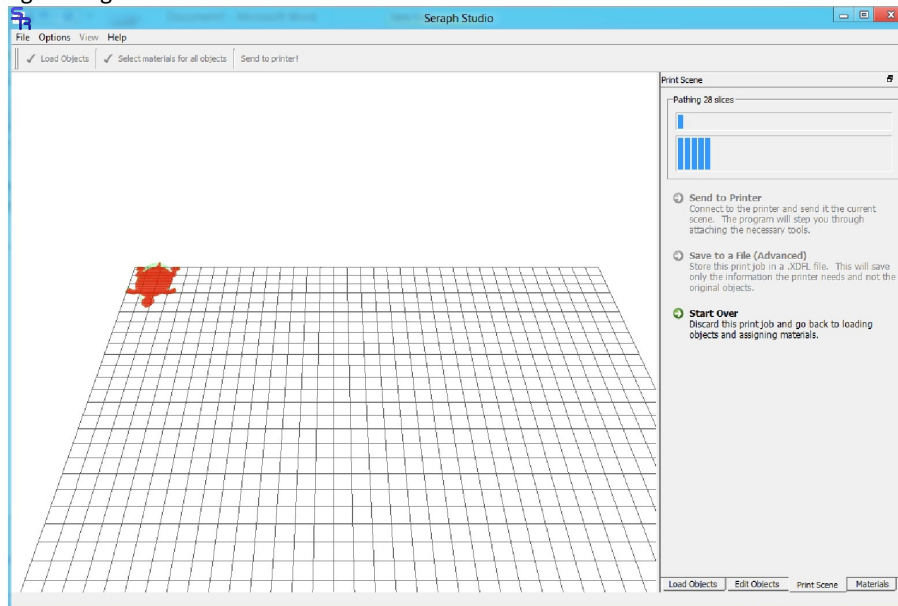 SR
Seraph Studio
File Options View Help
Load Objects Select materials for all objects Send to printer!
Print Scene
Pathing 28 slices
Send to Printer
Connect to the printer and send it the current
scene. The program will step you through
attaching the necessary tools.
Save to a File (Advanced)
Store this print job in a .XDFL file. This will save
only the information the printer needs and not the
original objects.
Start Over
Discard this print job and go back to loading
objects and assigning materials.
Load Objects Edit Objects Print Scene Materials